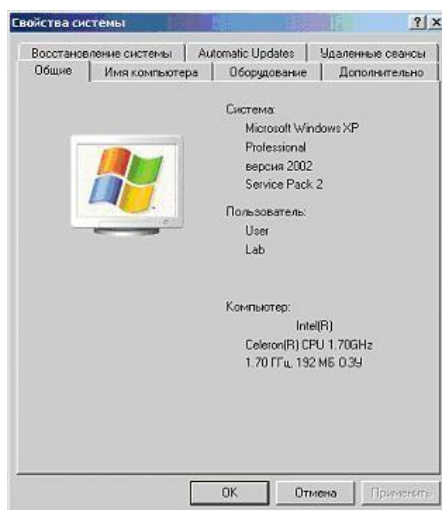 Свойства системы
Восстановление системы Automatic Updates Удаленные сеансы
Общие Имя компьютера Оборудование Дополнительно
Система:
Microsoft Windows XP
Professional
версия 2002
Service Pack 2
Пользователь:
User
Lab
Компьютер:
Intel(R)
Celeron(R) CPU 1.70GHz
1.70 ГГц, 192 МБ ОЗУ
OK Отмена Применить